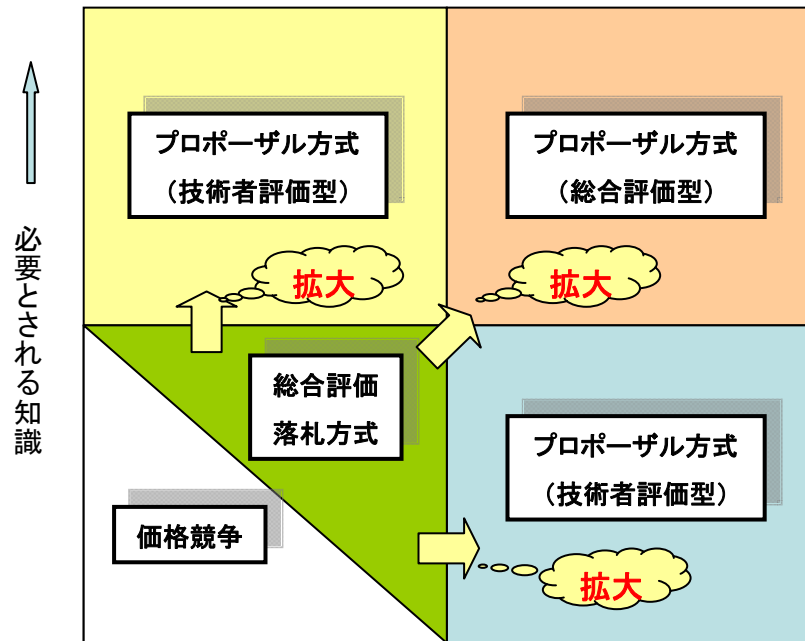 プロポーザル方式
（技術者評価型）
プロポーザル方式
（総合評価型）
拡大
拡大
必要とされる知識
総合評価
落札方式
プロポーザル方式
（技術者評価型）
価格競争
拡大